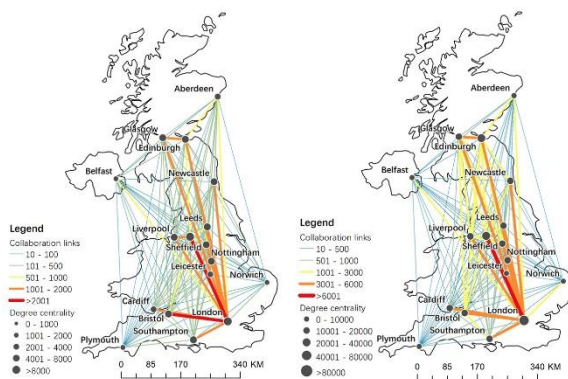 Aberdeen
Glasgow
Edinburgh
Belfast
Newcastle
Leeds
Liverpool
Sheffield
Nottingham
Leicester
Norwich
Cardiff
London
Bristol
Southampton
Plymouth
Legend
Collaboration links
10 - 100
101 - 500
501 - 1000
1001 - 2000
>2001
Degree centrality
0 - 1000
1001 - 2000
2001 - 4000
4001 - 8000
>8000
0 85 170 340 KM
Aberdeen
Glasgow
Edinburgh
Belfast
Newcastle
Leeds
Liverpool
Sheffield
Nottingham
Leicester
Norwich
Cardiff
London
Bristol
Southampton
Plymouth
Legend
Collaboration links
10 - 500
501 - 1000
1001 - 3000
3001 - 6000
>6001
Degree centrality
0 - 10000
10001 - 20000
20001 - 40000
40001 - 80000
>80000
0 85 170 340 KM